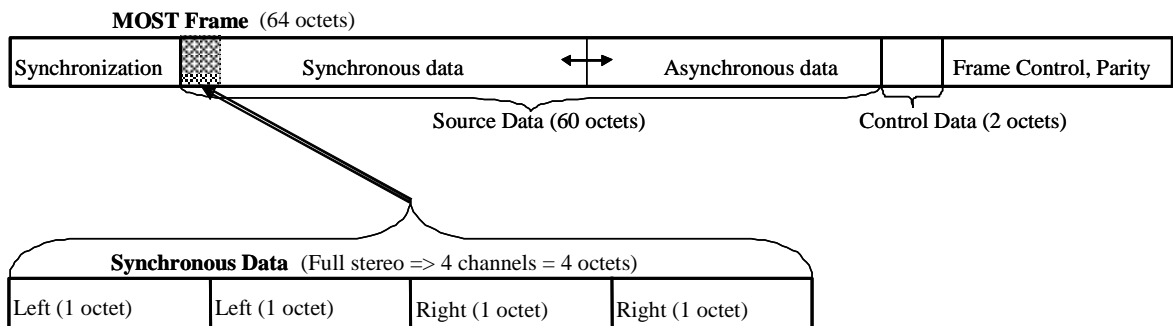 MOST Frame (64 octets)
Synchronization Synchronous data Asynchronous data Frame Control, Parity
Source Data (60 octets) Control Data (2 octets)
Synchronous Data (Full stereo => 4 channels = 4 octets)
Left (1 octet) Left (1 octet) Right (1 octet) Right (1 octet)